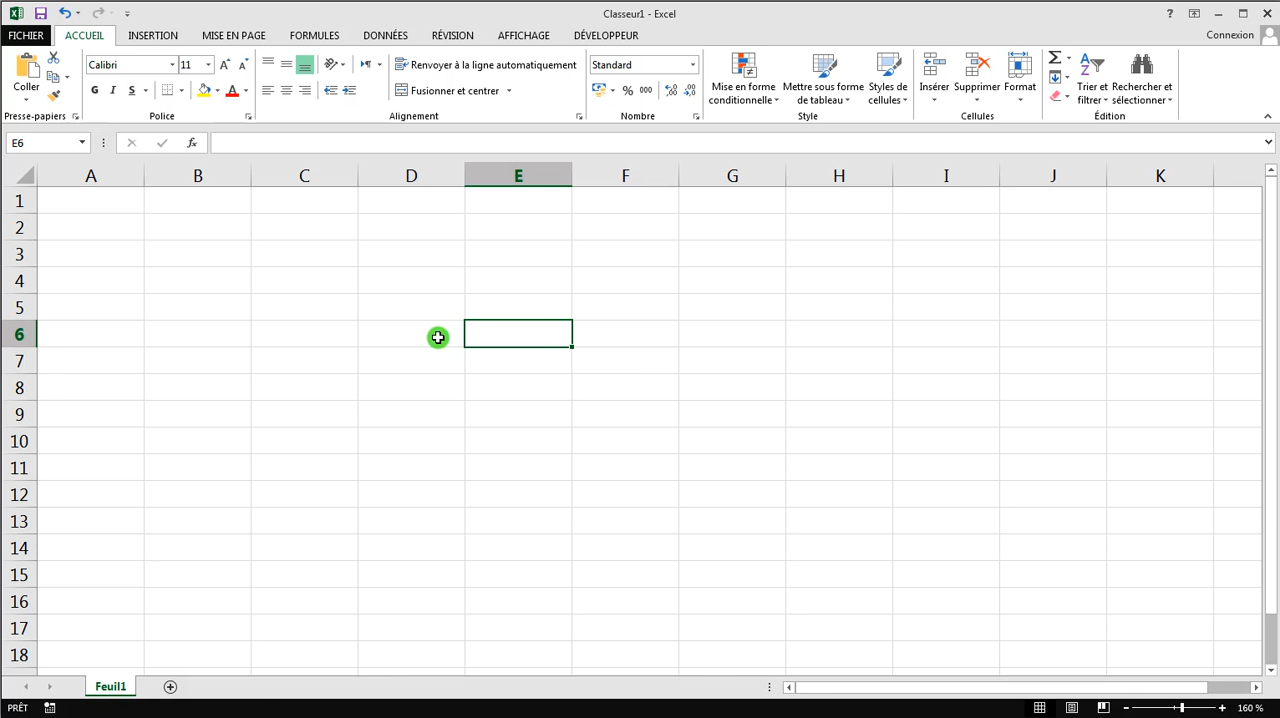 Classeur1 - Excel
?
FICHIER ACCUEIL INSERTION MISE EN PAGE FORMULES DONNÉES RÉVISION AFFICHAGE DÉVELOPPEUR Connexion
Coller
Calibri 11
G I S
A A
Renvoyer à la ligne automatiquement
Fusionner et centrer
Standard
% 000
Mise en forme conditionnelle
Mettre sous forme de tableau
Styles de cellules
Insérer Supprimer Format
Trier et filtrer
Rechercher et sélectionner
Presse-papiers Police Alignement Nombre Style Cellules Édition
E6 fx
A B C D E F G H I J K
1
2
3
4
5
6
7
8
9
10
11
12
13
14
15
16
17
18
Feuil1
PRÊT 160 %